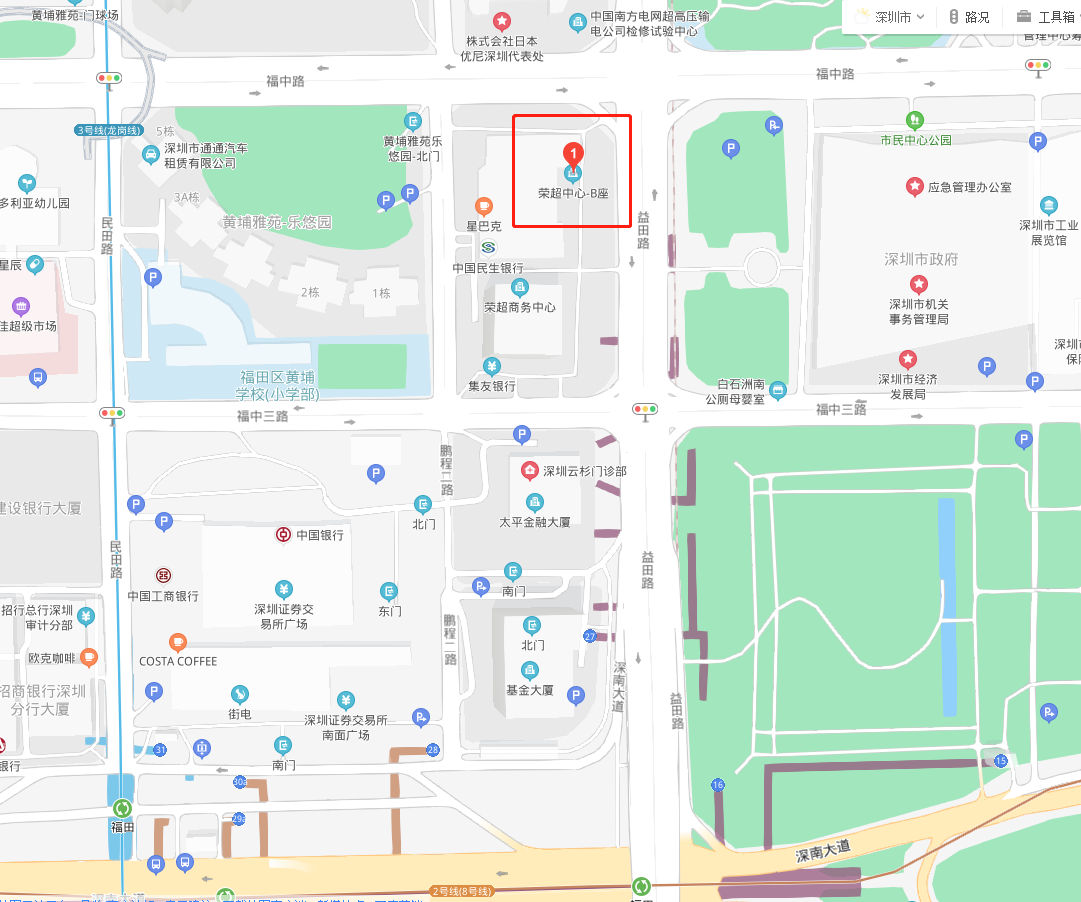 黄埔雅苑-门球场
株式会社日本
优尼深圳代表处
中国南方电网超高压输
电公司检修试验中心
深圳市
路况
工具箱
福中路
福中路
3号线(龙岗线)
5栋
深圳市通通汽车
租赁有限公司
黄埔雅苑乐
悠园-北门
1
荣超中心-B座
市民中心公园
多利亚幼儿园
3A栋
黄埔雅苑-乐悠园
星巴克
益田路
应急管理办公室
深圳市工业
展览馆
民田路
星辰
中国民生银行
深圳市政府
2栋
1栋
荣超商务中心
深圳市机关
事务管理局
佳超级市场
福田区黄埔
学校(小学部)
集友银行
白石洲南
公厕母婴室
深圳市经济
发展局
福中三路
福中三路
鹏程二路
深圳云杉门诊部
建设银行大厦
北门
太平金融大厦
中国银行
民田路
益田路
中国工商银行
深圳证券交
易所广场
东门
南门
招行总行深圳
审计分部
鹏程二路
北门
27
欧克咖啡
COSTA COFFEE
基金大厦
深南大道
招商银行深圳
分行大厦
街电
深圳证券交易所
南面广场
益田路
31
28
南门
银行
15
16
30a
29a
福田
深南大道
2号线(8号线)